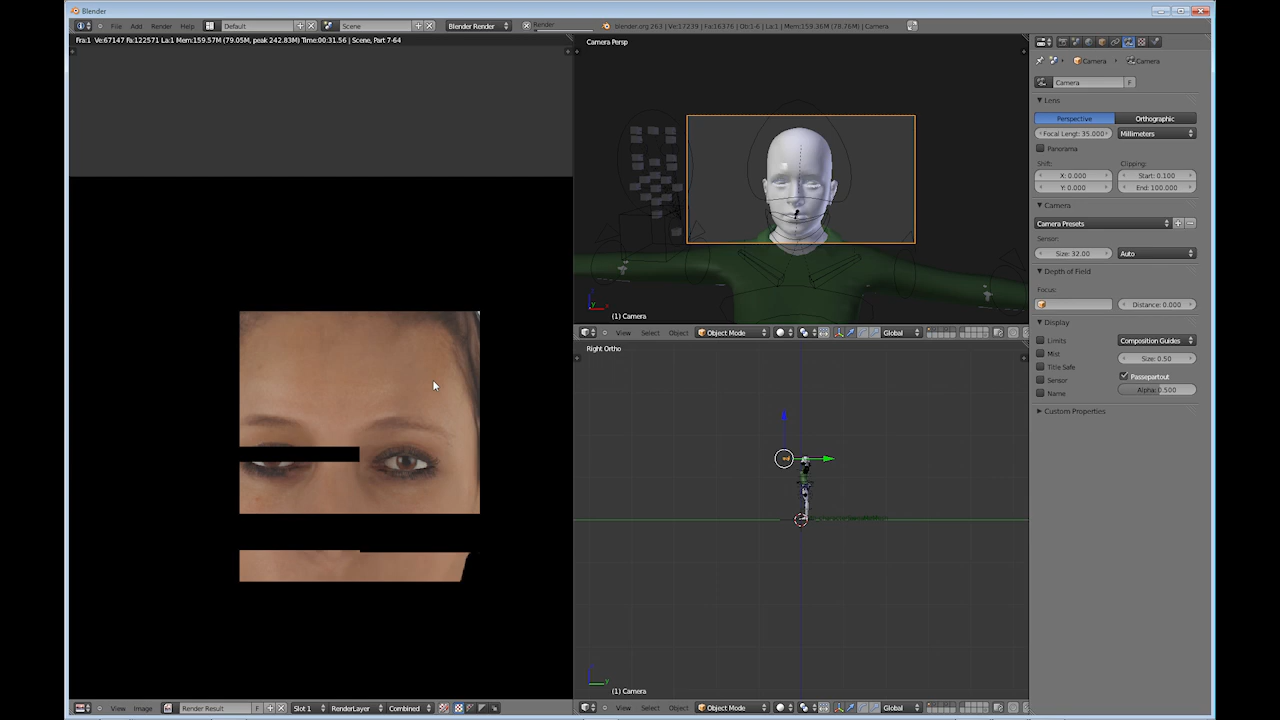 Blender
File Add Render Help Default Scene Blender Render Render blender.org 263 | Ve:17239 | Fa:16376 | Ob:1-6 | La:1 | Mem:159.36M (78.76M) | Camera
Fra:1 Ve:67147 Fa:122571 La:1 Mem:159.57M (79.05M, peak 242.83M) Time:00:31.56 | Scene, Part 7-64
Camera Persp
(1) Camera
View Select Object Object Mode Global
Right Ortho
(1) Camera
View Select Object Object Mode Global
View Image Render Result F Slot 1 RenderLayer Combined
Camera Camera
Camera F
Lens
Perspective Orthographic
Focal Lengt: 35.000 Millimeters
Panorama
Shift: Clipping:
X: 0.000 Start: 0.100
Y: 0.000 End: 100.000
Camera
Camera Presets
Sensor:
Size: 32.00 Auto
Depth of Field
Focus:
Distance: 0.000
Display
Limits Composition Guides
Mist Size: 0.50
Title Safe Passepartout
Sensor Alpha: 0.500
Name
Custom Properties